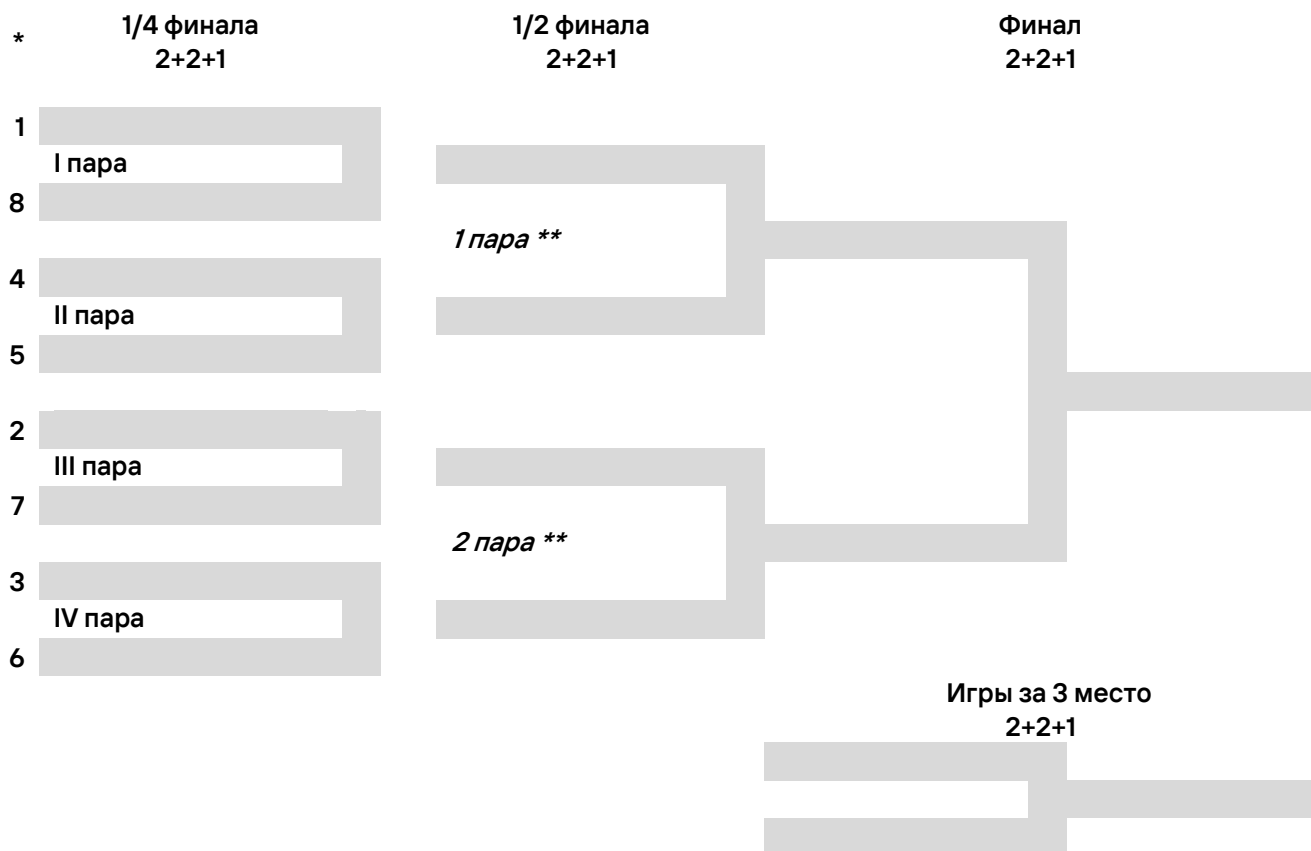 * 1/4 финала 1/2 финала Финал
2+2+1 2+2+1 2+2+1
1
I пара
8
1 пара **
4
II пара
5
2
III пара
7
2 пара **
3
IV пара
6
Игры за 3 место
2+2+1